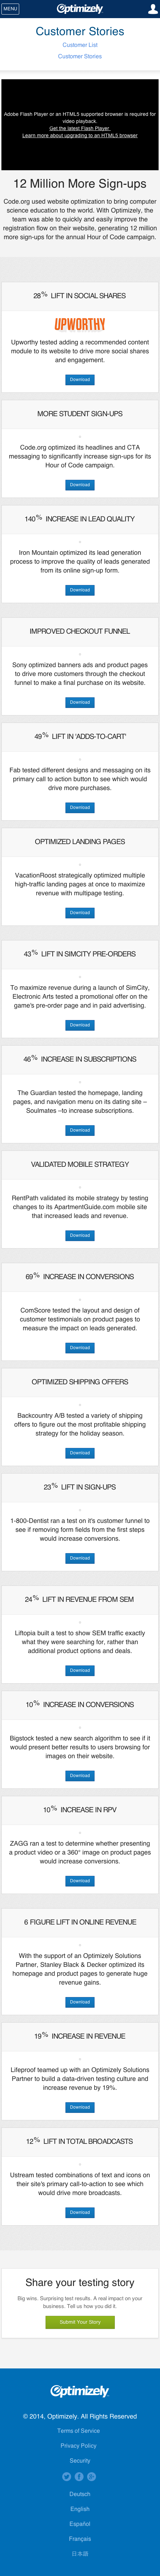 MENU
Optimizely
Customer Stories
Customer List
Customer Stories
Adobe Flash Player or an HTML5 supported browser is required for
video playback.
Get the latest Flash Player
Learn more about upgrading to an HTML5 browser
12 Million More Sign-ups
Code.org used website optimization to bring computer
science education to the world. With Optimizely, the
team was able to quickly and easily improve the
registration flow on their website, generating 12 million
more sign-ups for the annual Hour of Code campaign.
28% LIFT IN SOCIAL SHARES
UPWORTHY
Upworthy tested adding a recommended content
module to its website to drive more social shares
and engagement.
Download
MORE STUDENT SIGN-UPS
Code.org optimized its headlines and CTA
messaging to significantly increase sign-ups for its
Hour of Code campaign.
Download
140% INCREASE IN LEAD QUALITY
Iron Mountain optimized its lead generation
process to improve the quality of leads generated
from its online sign-up form.
Download
IMPROVED CHECKOUT FUNNEL
Sony optimized banners ads and product pages
to drive more customers through the checkout
funnel to make a final purchase on its website.
Download
49% LIFT IN 'ADDS-TO-CART'
Fab tested different designs and messaging on its
primary call to action button to see which would
drive more purchases.
Download
OPTIMIZED LANDING PAGES
VacationRoost strategically optimized multiple
high-traffic landing pages at once to maximize
revenue with multipage testing.
Download
43% LIFT IN SIMCITY PRE-ORDERS
To maximize revenue during a launch of SimCity,
Electronic Arts tested a promotional offer on the
game's pre-order page and in paid advertising.
Download
46% INCREASE IN SUBSCRIPTIONS
The Guardian tested the homepage, landing
pages, and navigation menu on its dating site –
Soulmates –to increase subscriptions.
Download
VALIDATED MOBILE STRATEGY
RentPath validated its mobile strategy by testing
changes to its ApartmentGuide.com mobile site
that increased leads and revenue.
Download
69% INCREASE IN CONVERSIONS
ComScore tested the layout and design of
customer testimonials on product pages to
measure the impact on leads generated.
Download
OPTIMIZED SHIPPING OFFERS
Backcountry A/B tested a variety of shipping
offers to figure out the most profitable shipping
strategy for the holiday season.
Download
23% LIFT IN SIGN-UPS
1-800-Dentist ran a test on it's customer funnel to
see if removing form fields from the first steps
would increase conversions.
Download
24% LIFT IN REVENUE FROM SEM
Liftopia built a test to show SEM traffic exactly
what they were searching for, rather than
additional product options and deals.
Download
10% INCREASE IN CONVERSIONS
Bigstock tested a new search algorithm to see if it
would present better results to users browsing for
images on their website.
Download
10% INCREASE IN RPV
ZAGG ran a test to determine whether presenting
a product video or a 360° image on product pages
would increase conversions.
Download
6 FIGURE LIFT IN ONLINE REVENUE
With the support of an Optimizely Solutions
Partner, Stanley Black & Decker optimized its
homepage and product pages to generate huge
revenue gains.
Download
19% INCREASE IN REVENUE
Lifeproof teamed up with an Optimizely Solutions
Partner to build a data-driven testing culture and
increase revenue by 19%.
Download
12% LIFT IN TOTAL BROADCASTS
Ustream tested combinations of text and icons on
their site's primary call-to-action to see which
would drive more broadcasts.
Download
Share your testing story
Big wins. Surprising test results. A real impact on your
business. Tell us how you did it.
Submit Your Story
Optimizely
© 2014, Optimizely. All Rights Reserved
Terms of Service
Privacy Policy
Security
Deutsch
English
Español
Français
日本語